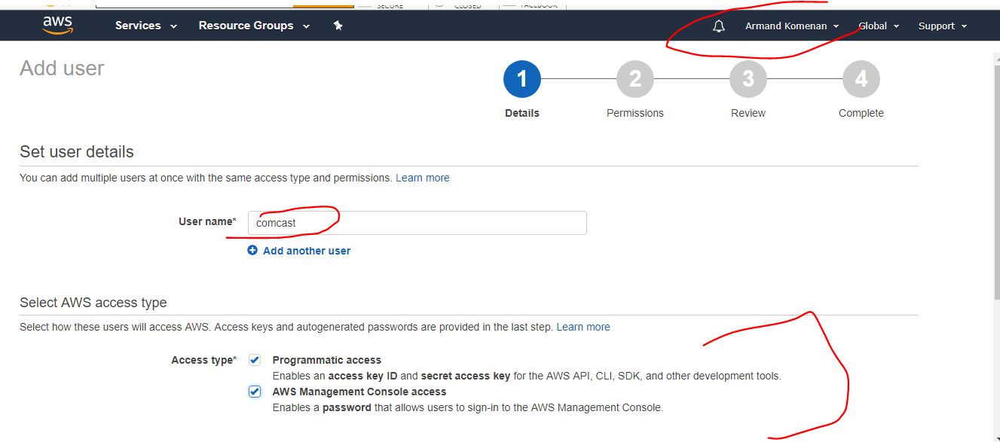 SECURE CLOSED FACEBOOK
aws Services Resource Groups Armand Komenan Global Support
Add user
1 2 3 4
Details Permissions Review Complete
Set user details
You can add multiple users at once with the same access type and permissions. Learn more
User name* comcast
Add another user
Select AWS access type
Select how these users will access AWS. Access keys and autogenerated passwords are provided in the last step. Learn more
Access type* Programmatic access
Enables an access key ID and secret access key for the AWS API, CLI, SDK, and other development tools.
AWS Management Console access
Enables a password that allows users to sign-in to the AWS Management Console.